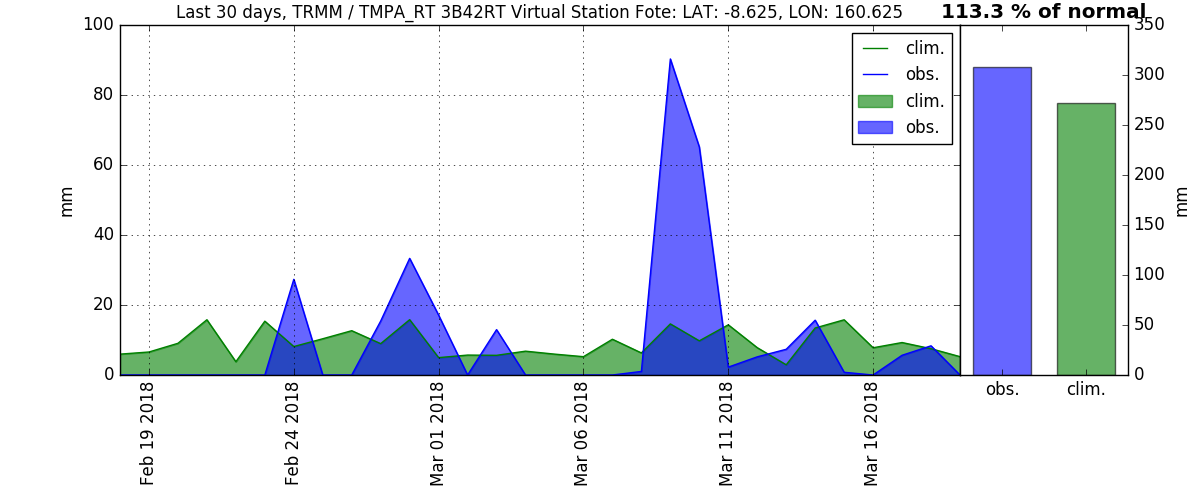 Last 30 days, TRMM / TMPA_RT 3B42RT Virtual Station Fote: LAT: -8.625, LON: 160.625
113.3 % of normal
100
80
60
40
20
0
mm
clim.
obs.
clim.
obs.
350
300
250
200
150
100
50
0
mm
obs.
clim.
Feb 19 2018
Feb 24 2018
Mar 01 2018
Mar 06 2018
Mar 11 2018
Mar 16 2018